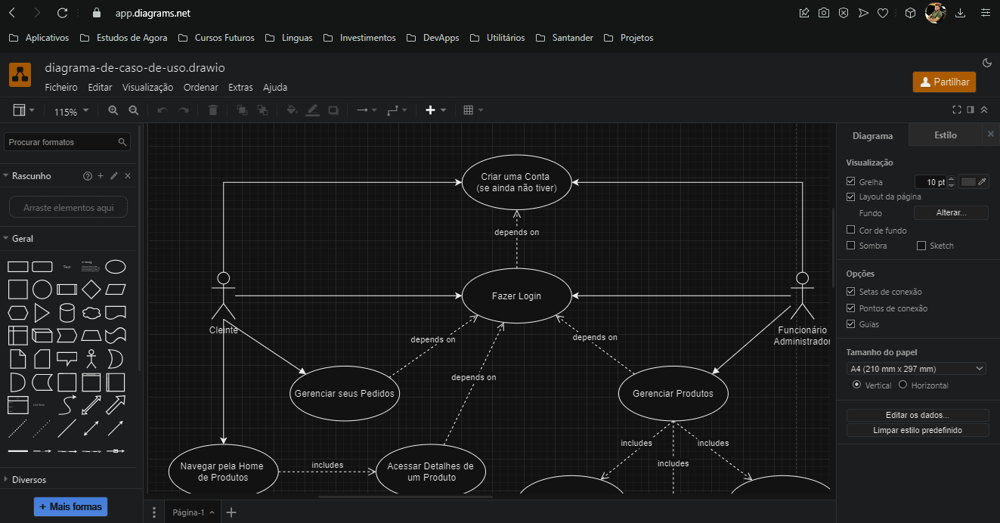 app.diagrams.net
Aplicativos Estudos de Agora Cursos Futuros Linguas Investimentos DevApps Utilitários Santander Projetos
diagrama-de-caso-de-uso.drawio
Ficheiro Editar Visualização Ordenar Extras Ajuda
Partilhar
115%
Procurar formatos
Rascunho
Arraste elementos aqui
Geral
Text
Heading
List Item
Diversos
+ Mais formas
Criar uma Conta
(se ainda não tiver)
depends on
Fazer Login
Cleinte
Funcionário
Administrador
depends on
depends on
depends on
Gerenciar seus Pedidos
Gerenciar Produtos
includes
includes
includes
Navegar pela Home
de Produtos
includes
Acessar Detalhes de
um Produto
Página-1
Diagrama Estilo
Visualização
Grelha 10 pt
Layout da página
Fundo Alterar...
Cor de fundo
Sombra Sketch
Opções
Setas de conexão
Pontos de conexão
Guias
Tamanho do papel
A4 (210 mm x 297 mm)
Vertical Horizontal
Editar os dados...
Limpar estilo predefinido